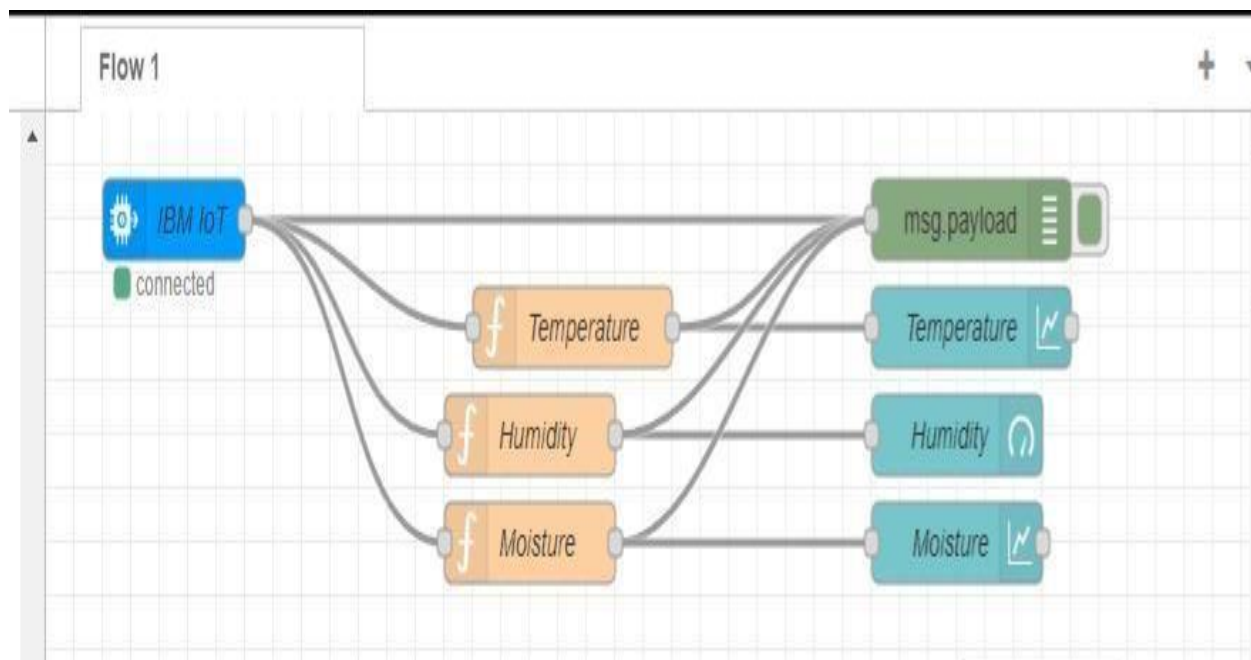 Flow 1
IBM IoT
msg.payload
connected
Temperature
Temperature
Humidity
Humidity
Moisture
Moisture